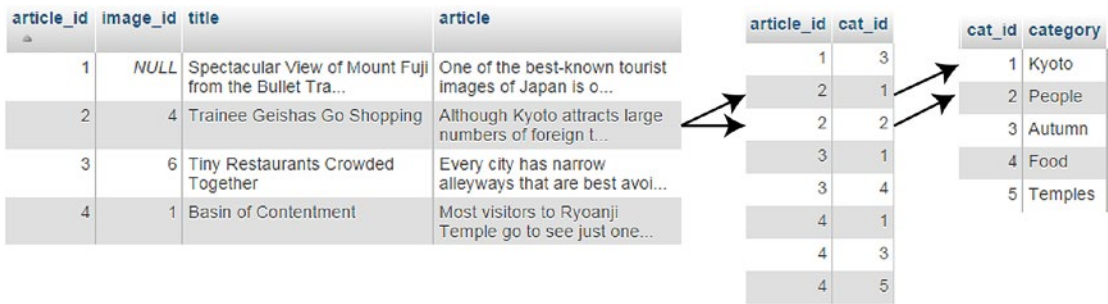 article_id image_id title article
1 NULL Spectacular View of Mount Fuji One of the best-known tourist
from the Bullet Tra... images of Japan is o...
2 4 Trainee Geishas Go Shopping Although Kyoto attracts large
numbers of foreign t...
3 6 Tiny Restaurants Crowded Every city has narrow
Together alleyways that are best avoi...
4 1 Basin of Contentment Most visitors to Ryoanji
Temple go to see just one...
article_id cat_id
1 3
2 1
2 2
3 1
3 4
4 1
4 3
4 5
cat_id category
1 Kyoto
2 People
3 Autumn
4 Food
5 Temples